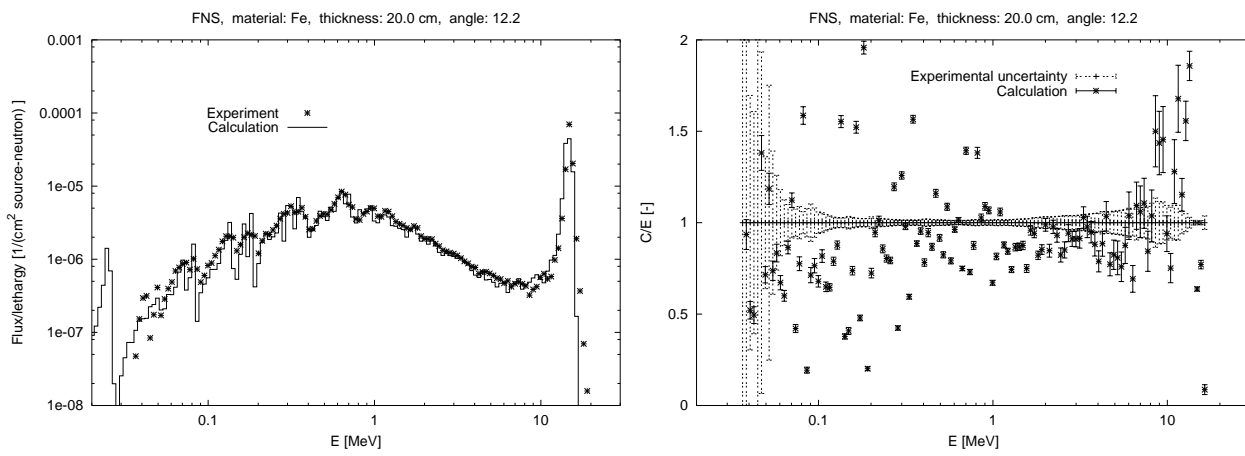 FNS, material: Fe, thickness: 20.0 cm, angle: 12.2
Flux/lethargy [1/(cm² source-neutron) ]
0.001
0.0001
1e-05
1e-06
1e-07
1e-08
Experiment
Calculation
0.1
1
10
E [MeV]
FNS, material: Fe, thickness: 20.0 cm, angle: 12.2
C/E [-]
2
1.5
1
0.5
0
Experimental uncertainty
Calculation
0.1
1
10
E [MeV]